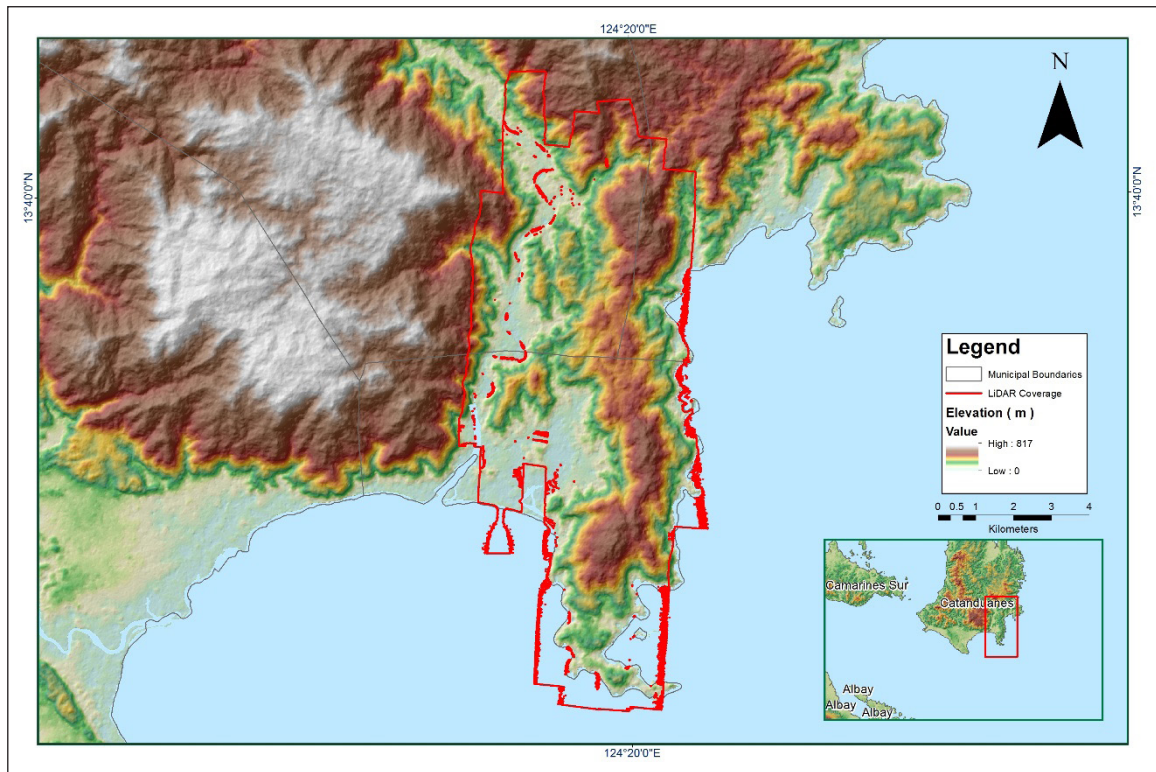 124°20'0"E
N
13°40'0"N
13°40'0"N
Legend
Municipal Boundaries
LiDAR Coverage
Elevation ( m )
Value
High : 817
Low : 0
0 0.5 1 2 3 4
Kilometers
Camarines Sur
Catanduanes
Albay
Albay
Albay
124°20'0"E